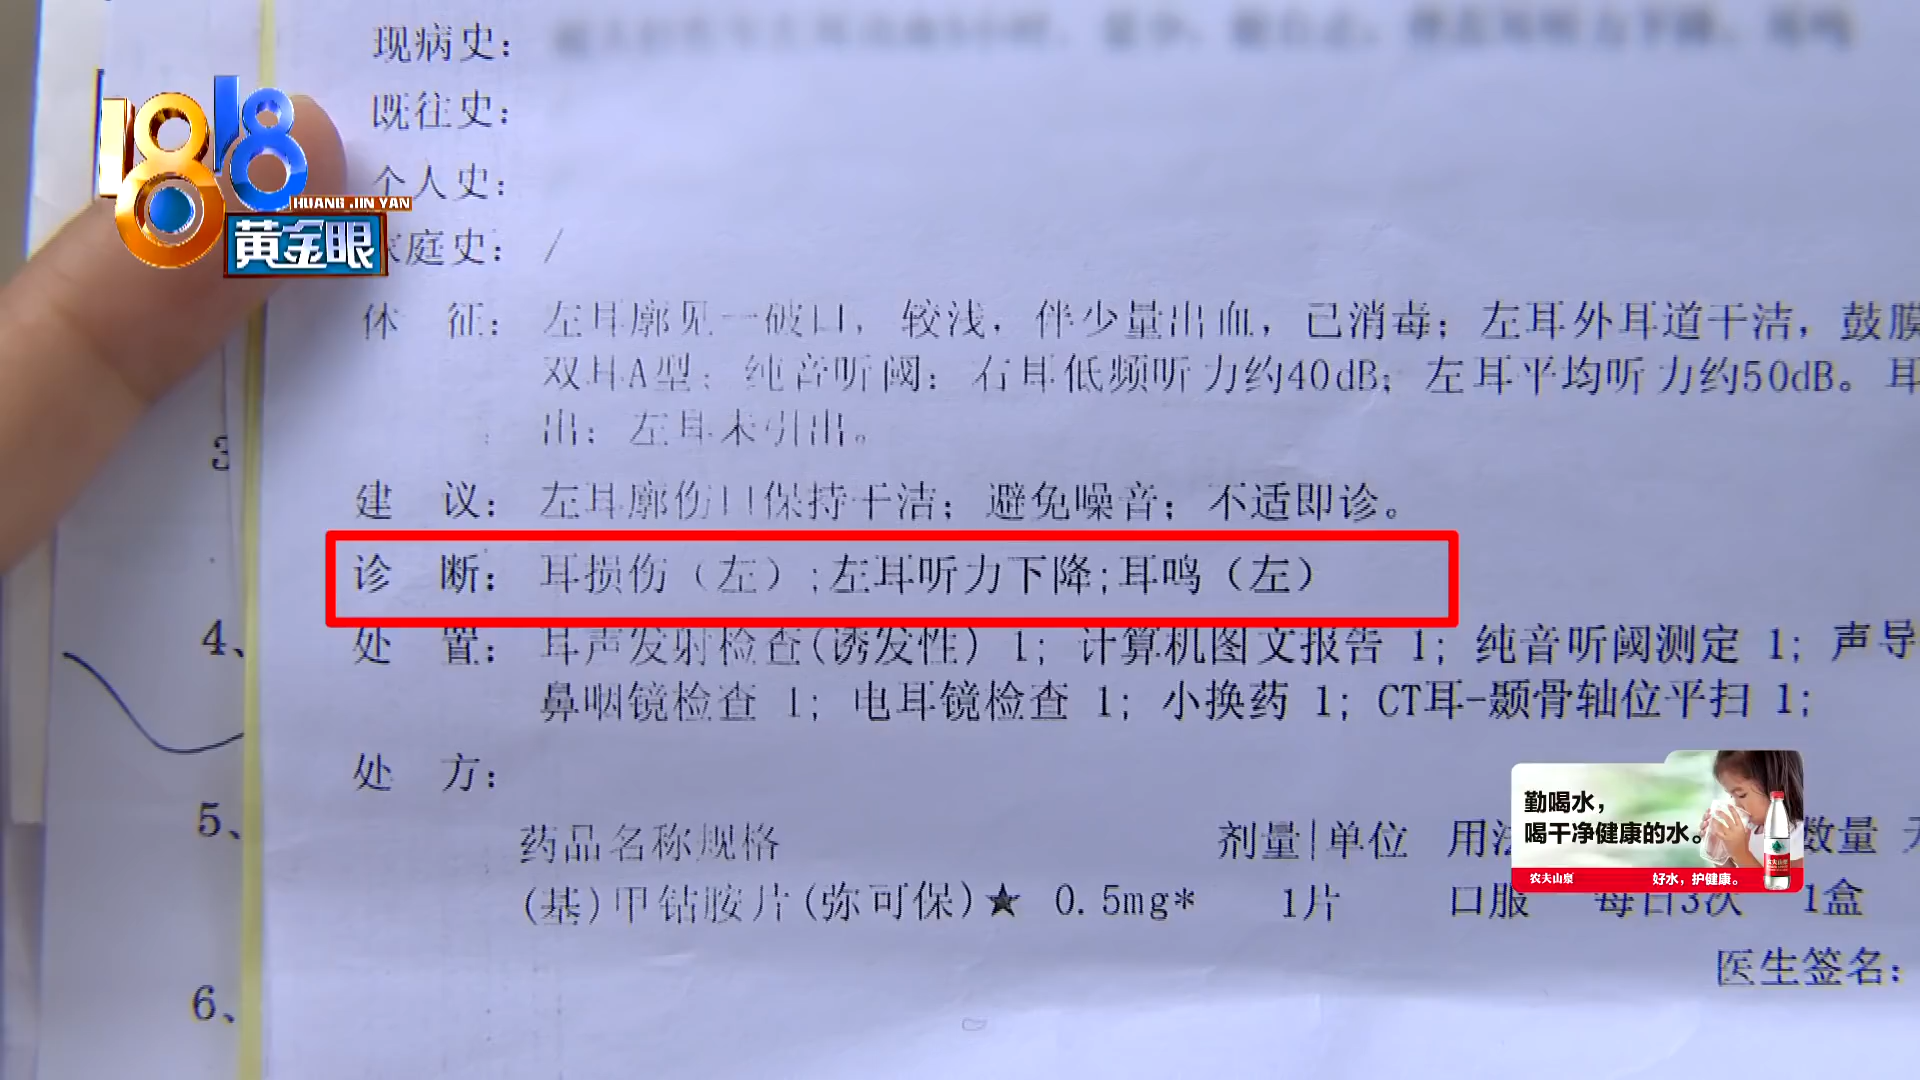 现病史：
既往史：
个人史：
1818
HUANG JIN YAN
黄金眼
家庭史： /
体 征： 左耳廓见一破口，较浅，伴少量出血，已消毒；左耳外耳道干洁，鼓膜
双耳A型；纯音听阈：右耳低频听力约40dB；左耳平均听力约50dB。耳
出；左耳未引出。
3
建 议： 左耳廓伤口保持干洁；避免噪音；不适即诊。
诊 断： 耳损伤（左）;左耳听力下降;耳鸣（左）
4、
处 置： 耳声发射检查(诱发性) 1; 计算机图文报告 1; 纯音听阈测定 1; 声导
鼻咽镜检查 1; 电耳镜检查 1; 小换药 1; CT耳-颞骨轴位平扫 1;
处 方：
5、
药品名称规格 剂量|单位 用法 数量
(基)甲钴胺片(弥可保)★ 0.5mg* 1片 口服 每日3次 1盒
勤喝水，
喝干净健康的水。
农夫山泉 好水，护健康。
医生签名：
6、